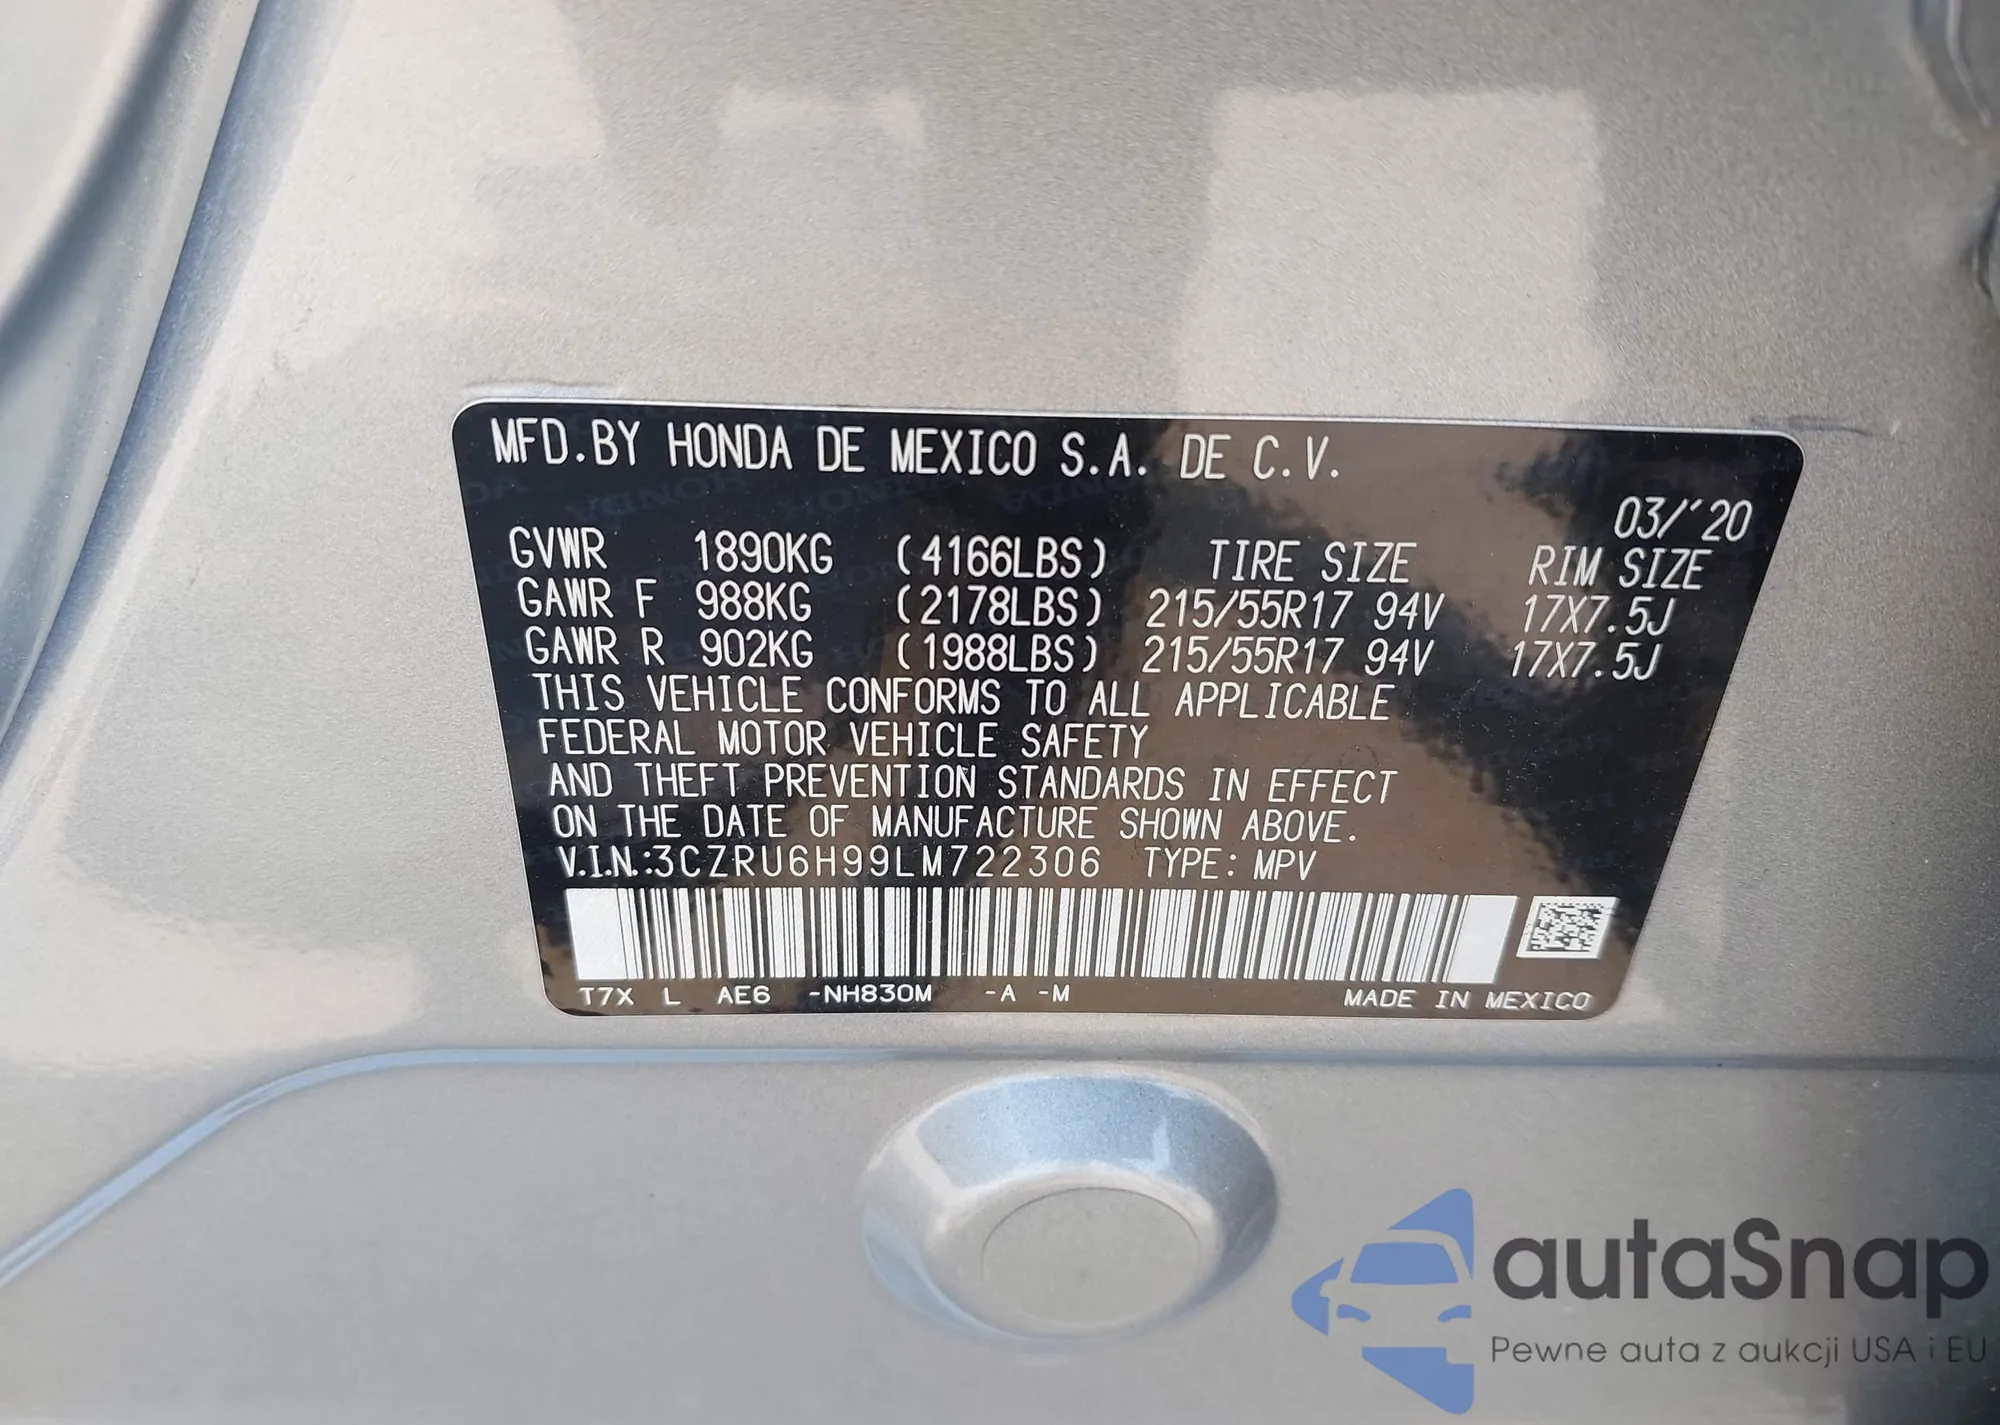 MFD.BY HONDA DE MEXICO S.A. DE C.V.
03/'20
GVWR 1890KG (4166LBS) TIRE SIZE RIM SIZE
GAWR F 988KG (2178LBS) 215/55R17 94V 17X7.5J
GAWR R 902KG (1988LBS) 215/55R17 94V 17X7.5J
THIS VEHICLE CONFORMS TO ALL APPLICABLE
FEDERAL MOTOR VEHICLE SAFETY
AND THEFT PREVENTION STANDARDS IN EFFECT
ON THE DATE OF MANUFACTURE SHOWN ABOVE.
V.I.N.:3CZRU6H99LM722306 TYPE: MPV
T7X L AE6 -NH830M -A -M MADE IN MEXICO
autaSnap
Pewne auta z aukcji USA i EU